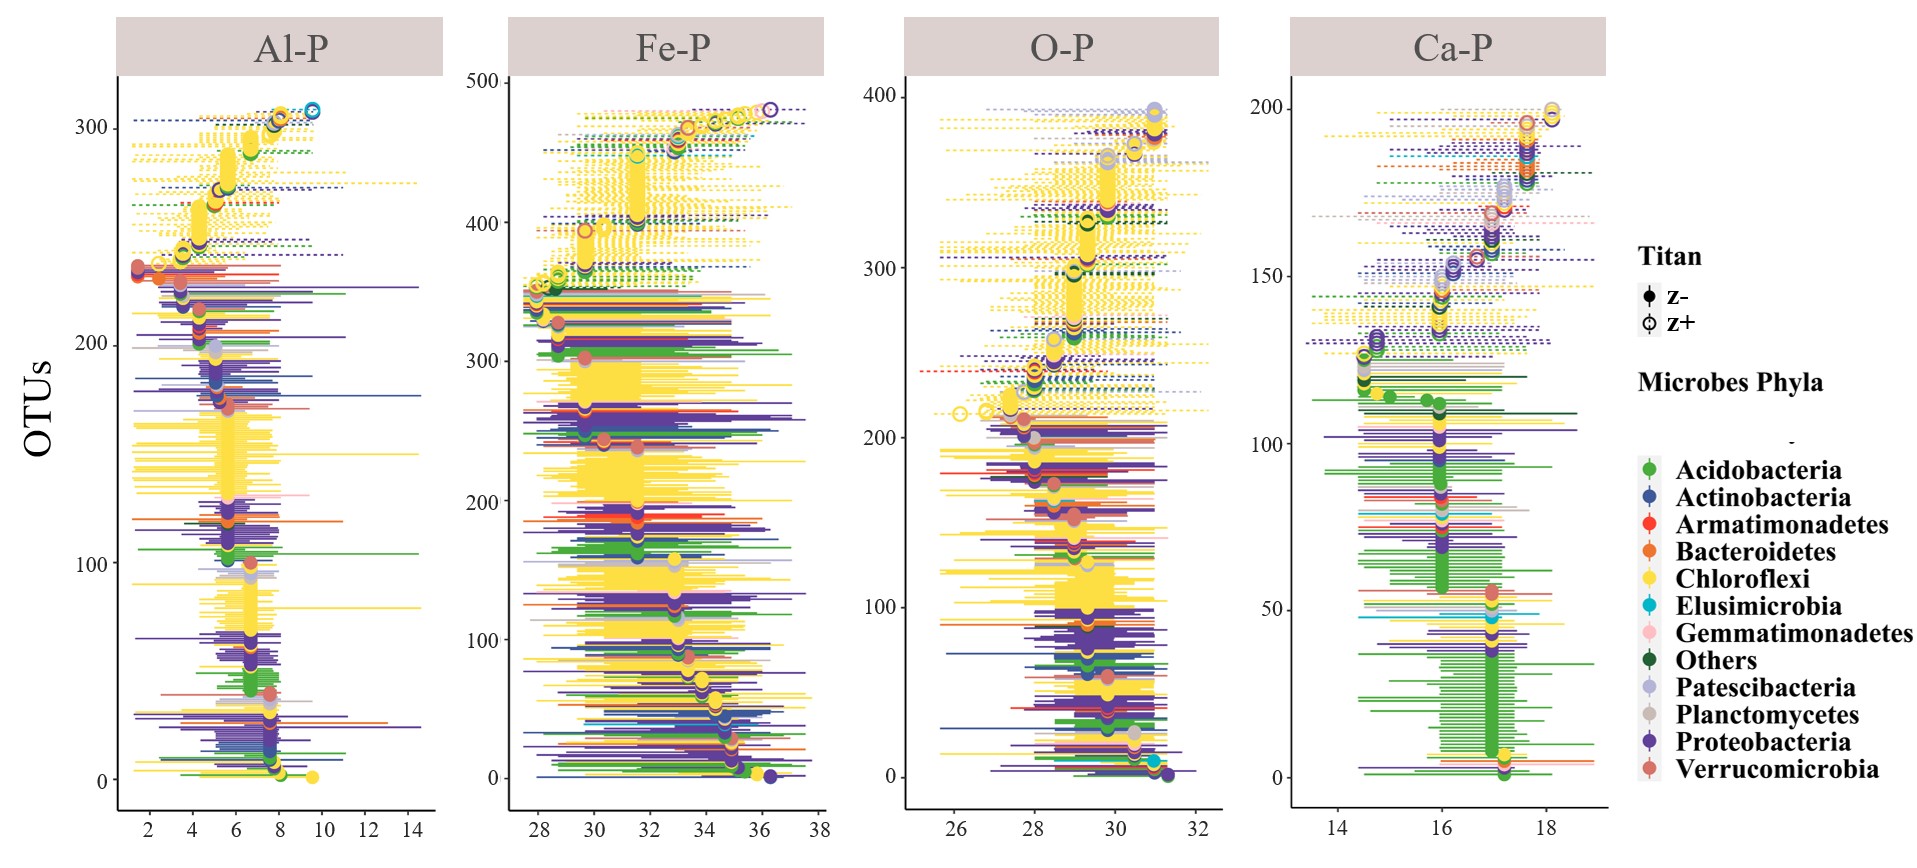 Al-P
Fe-P
O-P
Ca-P
OTUs
300
200
100
0
2 4 6 8 10 12 14
500
400
300
200
100
0
28 30 32 34 36 38
400
300
200
100
0
26 28 30 32
200
150
100
50
0
14 16 18
Titan
z-
z+
Microbes Phyla
Acidobacteria
Actinobacteria
Armatimonadetes
Bacteroidetes
Chloroflexi
Elusimicrobia
Gemmatimonadetes
Others
Patescibacteria
Planctomycetes
Proteobacteria
Verrucomicrobia